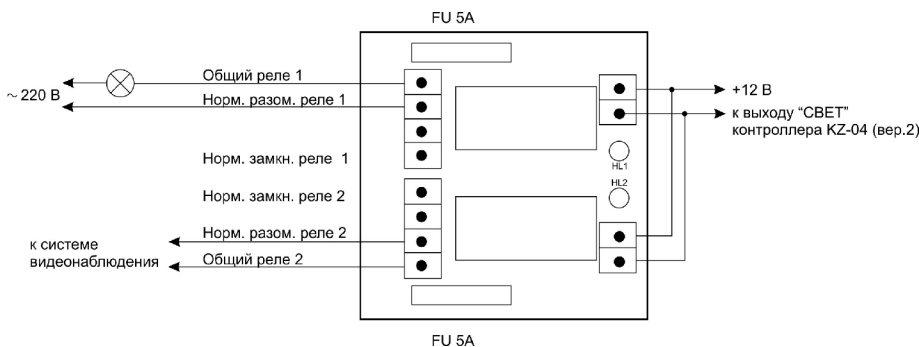 FU 5A
Общий реле 1
~ 220 В
Норм. разом. реле 1
+12 В
к выходу “СВЕТ”
контроллера KZ-04 (вер.2)
Норм. замкн. реле 1
HL1
HL2
Норм. замкн. реле 2
Норм. разом. реле 2
к системе
видеонаблюдения
Общий реле 2
FU 5A